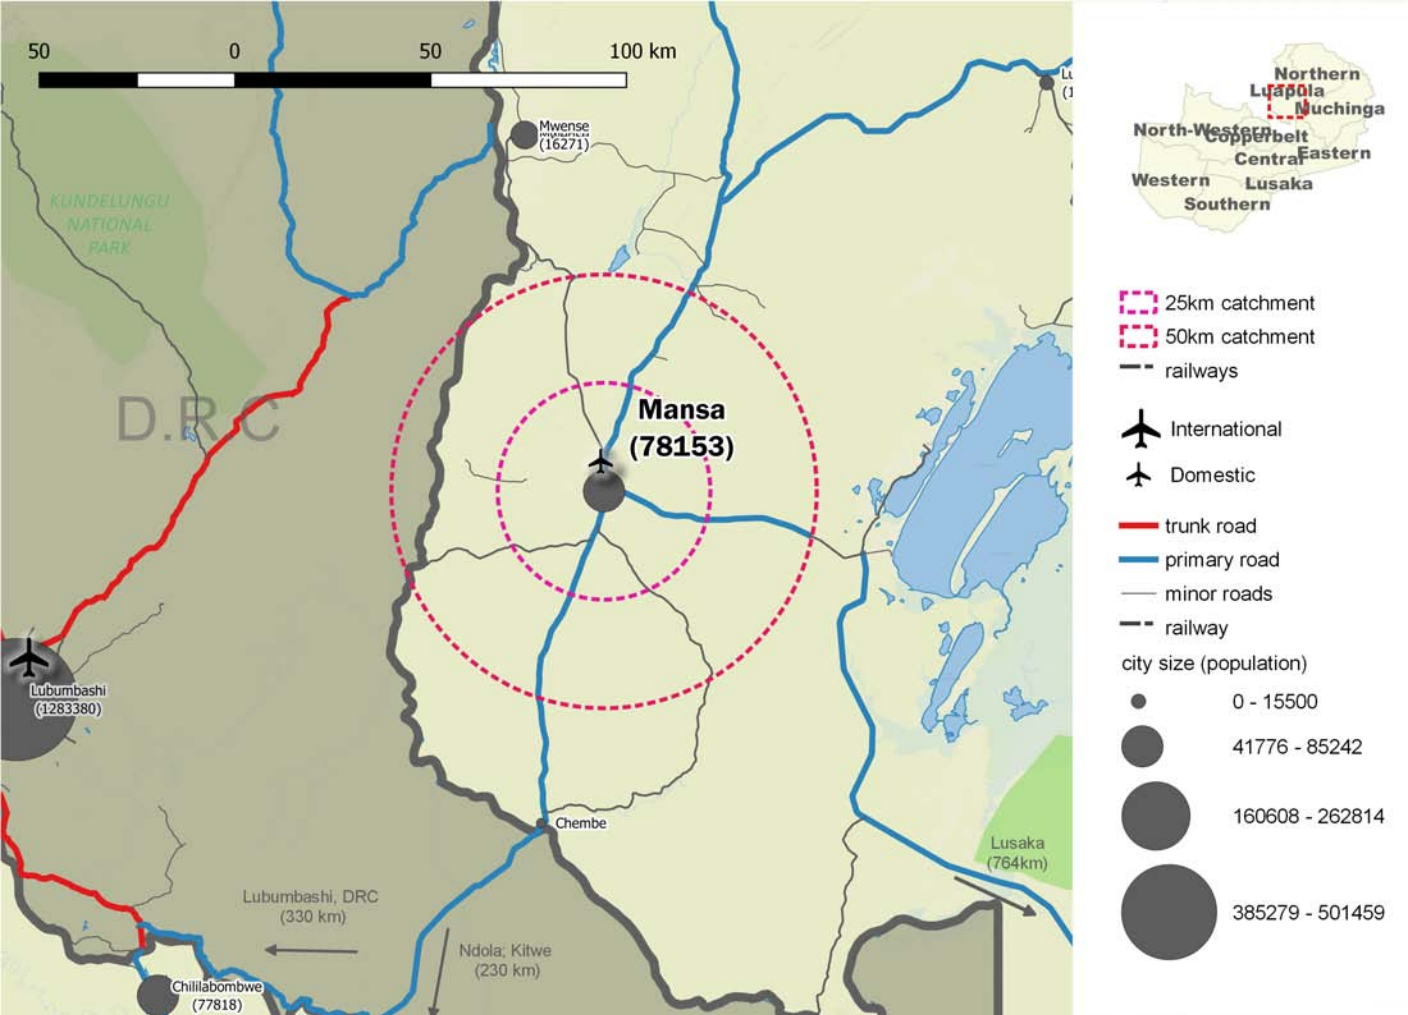 50 0 50 100 km
Mwense
(16271)
KUNDELUNGU
NATIONAL
PARK
D.R C
Mansa
(78153)
Lubumbashi
(1283380)
Chembe
Lusaka
(764km)
Lubumbashi, DRC
(330 km)
Ndola; Kitwe
(230 km)
Chililabombwe
(77818)
Northern
Luapula
Muchinga
North-Western
Copperbelt
Eastern
Central
Western
Lusaka
Southern
25km catchment
50km catchment
railways
International
Domestic
trunk road
primary road
minor roads
railway
city size (population)
0 - 15500
41776 - 85242
160608 - 262814
385279 - 501459